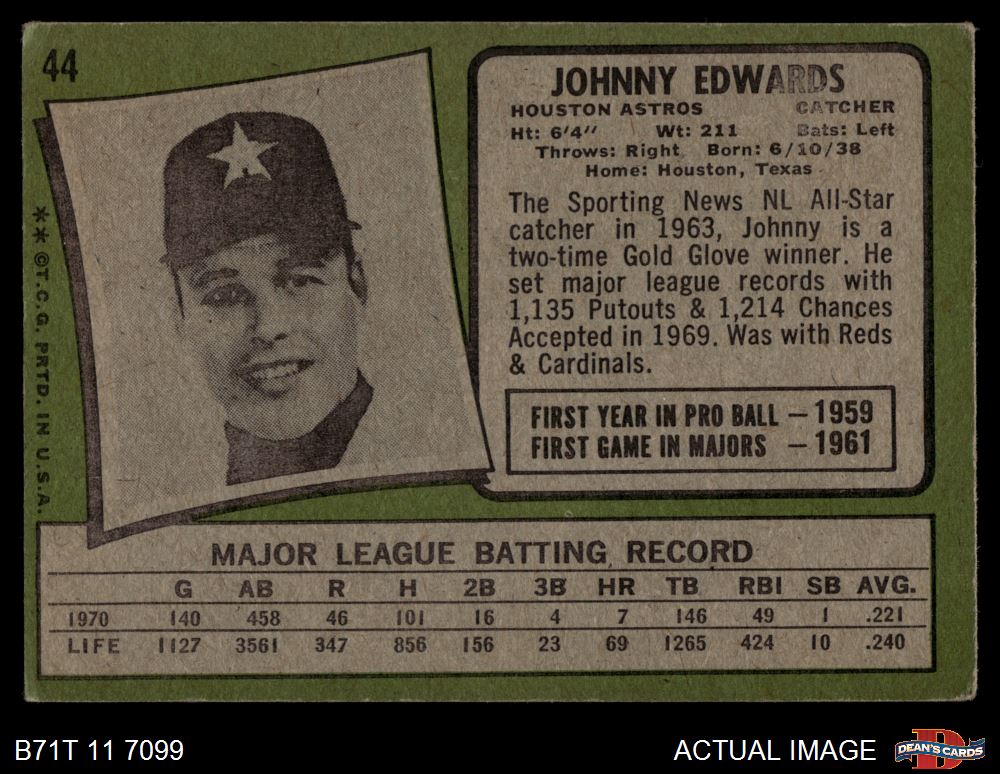 44
JOHNNY EDWARDS
HOUSTON ASTROS CATCHER
Ht: 6'4" Wt: 211 Bats: Left
Throws: Right Born: 6/10/38
Home: Houston, Texas
The Sporting News NL All-Star
catcher in 1963, Johnny is a
two-time Gold Glove winner. He
set major league records with
1,135 Putouts & 1,214 Chances
Accepted in 1969. Was with Reds
& Cardinals.
FIRST YEAR IN PRO BALL — 1959
FIRST GAME IN MAJORS — 1961
** ©T.C.G. PRTD. IN U.S.A.
MAJOR LEAGUE BATTING RECORD
G AB R H 2B 3B HR TB RBI SB AVG.
1970 140 458 46 101 16 4 7 146 49 1 .221
LIFE 1127 3561 347 856 156 23 69 1265 424 10 .240
B71T 11 7099
ACTUAL IMAGE
D
DEAN'S CARDS